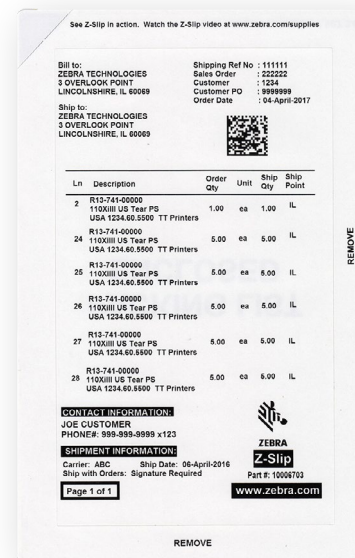 See Z-Slip in action. Watch the Z-Slip video at www.zebra.com/supplies
Bill to:
ZEBRA TECHNOLOGIES
3 OVERLOOK POINT
LINCOLNSHIRE, IL 60069
Ship to:
ZEBRA TECHNOLOGIES
3 OVERLOOK POINT
LINCOLNSHIRE, IL 60069
Shipping Ref No : 111111
Sales Order : 222222
Customer : 1234
Customer PO : 9999999
Order Date : 04-April-2017
Ln Description Order Qty Unit Ship Qty Ship Point
2 R13-741-00000 1.00 ea 1.00 IL
110XiIII US Tear PS
USA 1234.60.5500 TT Printers
24 R13-741-00000 5.00 ea 5.00 IL
110XiIII US Tear PS
USA 1234.60.5500 TT Printers
25 R13-741-00000 5.00 ea 5.00 IL
110XiIII US Tear PS
USA 1234.60.5500 TT Printers
26 R13-741-00000 5.00 ea 5.00 IL
110XiIII US Tear PS
USA 1234.60.5500 TT Printers
27 R13-741-00000 5.00 ea 5.00 IL
110XiIII US Tear PS
USA 1234.60.5500 TT Printers
28 R13-741-00000 5.00 ea 5.00 IL
110XiIII US Tear PS
USA 1234.60.5500 TT Printers
CONTACT INFORMATION:
JOE CUSTOMER
PHONE#: 999-999-9999 x123
SHIPMENT INFORMATION:
Carrier: ABC Ship Date: 06-April-2016
Ship with Orders: Signature Required
Page 1 of 1
ZEBRA
Z-Slip
Part #: 10006703
www.zebra.com
REMOVE
REMOVE